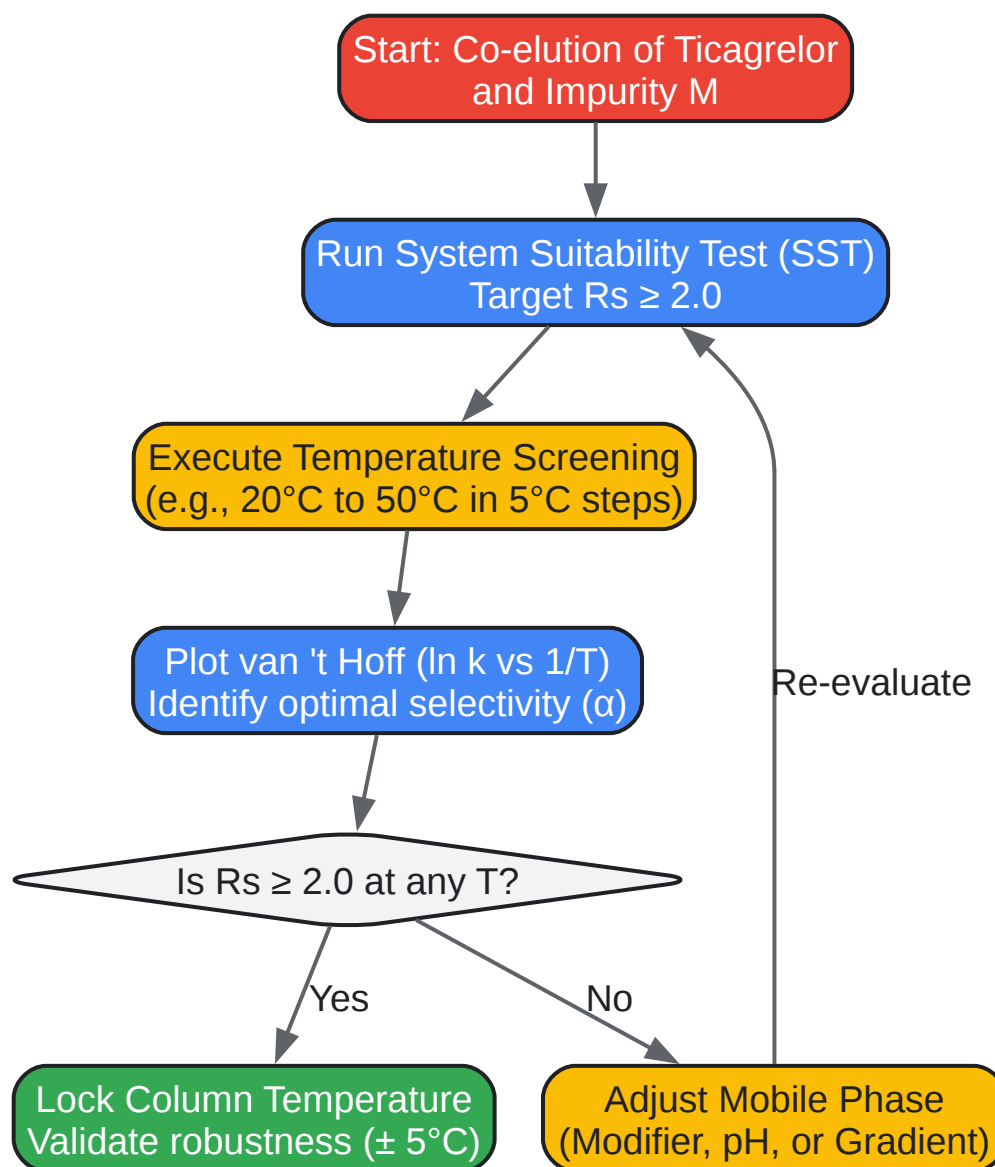 Start: Co-elution of Ticagrelor
and Impurity M
Run System Suitability Test (SST)
Target Rs ≥ 2.0
Execute Temperature Screening
(e.g., 20°C to 50°C in 5°C steps)
Plot van 't Hoff (ln k vs 1/T)
Identify optimal selectivity (α)
Re-evaluate
Is Rs ≥ 2.0 at any T?
Yes
No
Lock Column Temperature
Validate robustness (± 5°C)
Adjust Mobile Phase
(Modifier, pH, or Gradient)